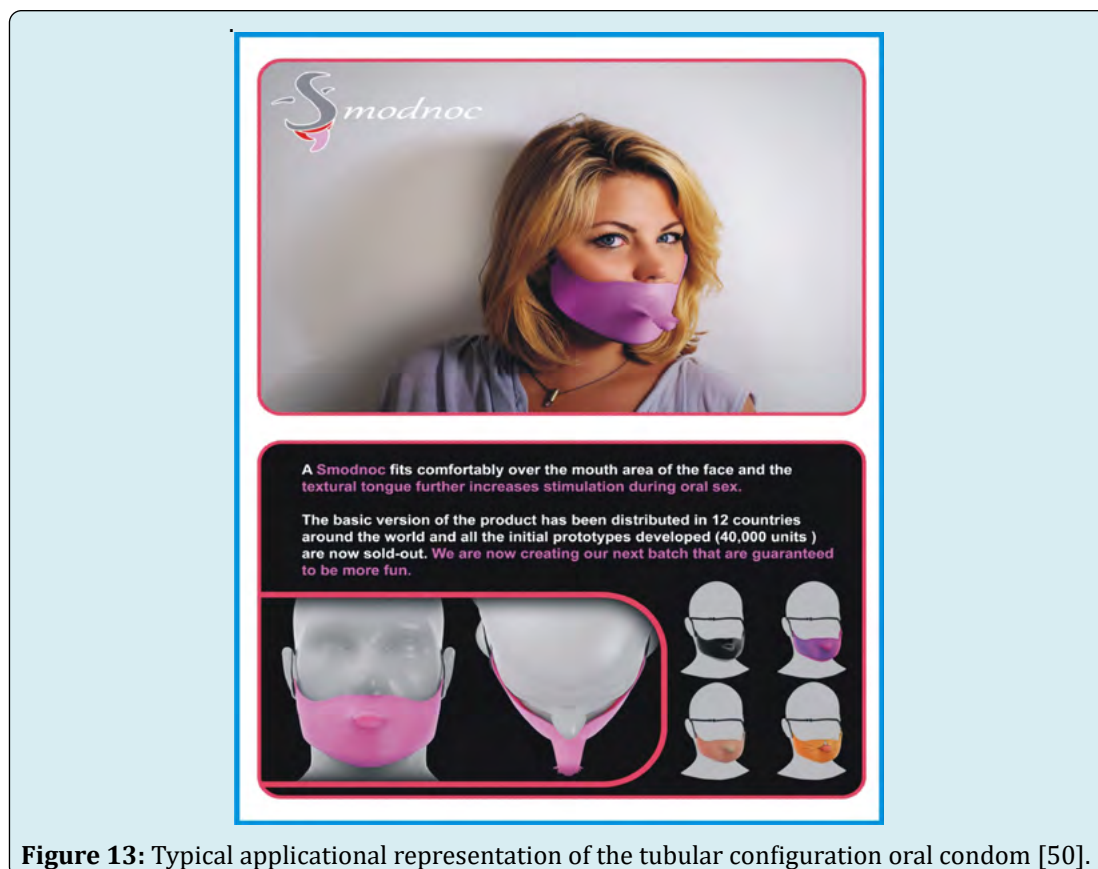 .
Smodnoc
A Smodnoc fits comfortably over the mouth area of the face and the
textural tongue further increases stimulation during oral sex.
The basic version of the product has been distributed in 12 countries
around the world and all the initial prototypes developed (40,000 units )
are now sold-out. We are now creating our next batch that are guaranteed
to be more fun.
Figure 13: Typical applicational representation of the tubular configuration oral condom [50].